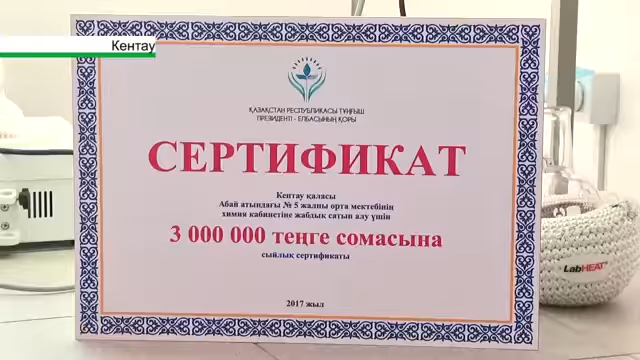 Кентау
ҚАЗАҚСТАН РЕСПУБЛИКАСЫ ТҰҢҒЫШ
ПРЕЗИДЕНТІ - ЕЛБАСЫНЫҢ ҚОРЫ
СЕРТИФИКАТ
Кентау қаласы
Абай атындағы № 5 жалпы орта мектебінің
химия кабинетіне жабдық сатып алу үшін
3 000 000 теңге сомасына
сыйлық сертификаты
2017 жыл
LabHEAT